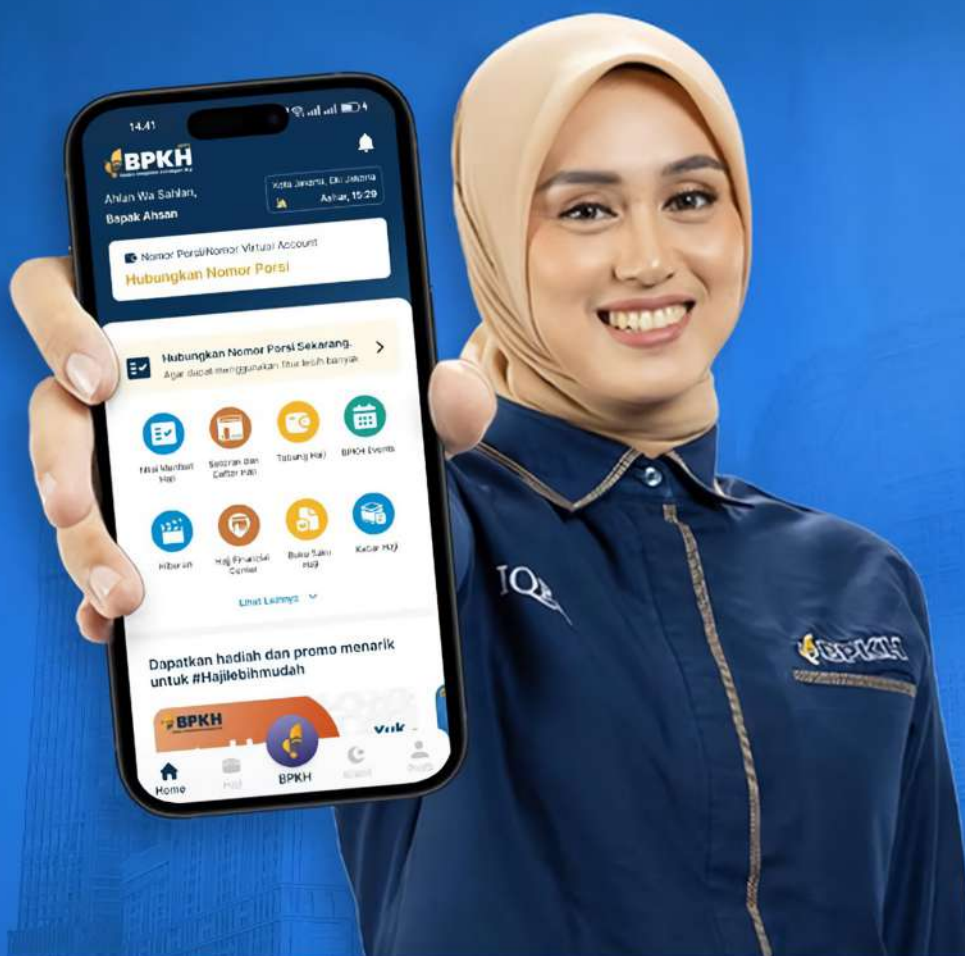 14.41
BPKH
Ahlan Wa Sahlan,
Bapak Ahsan
Kota Jakarta, DKI Jakarta
Ashar, 15:29
Nomor Porsi/Nomor Virtual Account
Hubungkan Nomor Porsi
Hubungkan Nomor Porsi Sekarang.
Agar dapat menggunakan fitur lebih banyak
Nilai Manfaat Haji
Setoran dan Daftar Haji
Tabung Haji
BPKH Events
Hiburan
Hajj Financial Center
Buku Saku Haji
Kabar Haji
Lihat Lainnya
Dapatkan hadiah dan promo menarik
untuk #Hajilebihmudah
BPKH
Yuk
Home
Haji
BPKH
Profil
BPKH